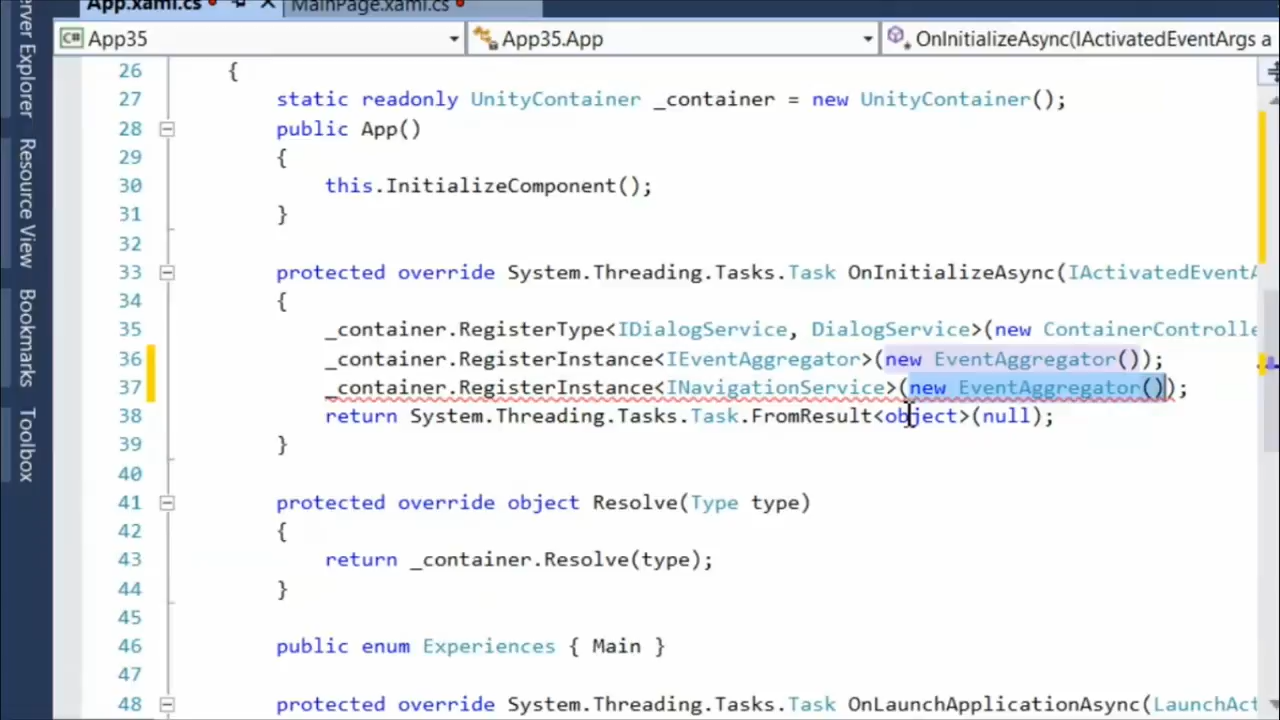 App.xaml.cs
MainPage.xaml.cs
C# App35
App35.App
OnInitializeAsync(IActivatedEventArgs a
Server Explorer
Resource View
Bookmarks
Toolbox
26 {
27 static readonly UnityContainer _container = new UnityContainer();
28 public App()
29 {
30 this.InitializeComponent();
31 }
32
33 protected override System.Threading.Tasks.Task OnInitializeAsync(IActivatedEventA
34 {
35 _container.RegisterType<IDialogService, DialogService>(new ContainerControlle
36 _container.RegisterInstance<IEventAggregator>(new EventAggregator());
37 _container.RegisterInstance<INavigationService>(new EventAggregator());
38 return System.Threading.Tasks.Task.FromResult<object>(null);
39 }
40
41 protected override object Resolve(Type type)
42 {
43 return _container.Resolve(type);
44 }
45
46 public enum Experiences { Main }
47
48 protected override System.Threading.Tasks.Task OnLaunchApplicationAsync(LaunchAct